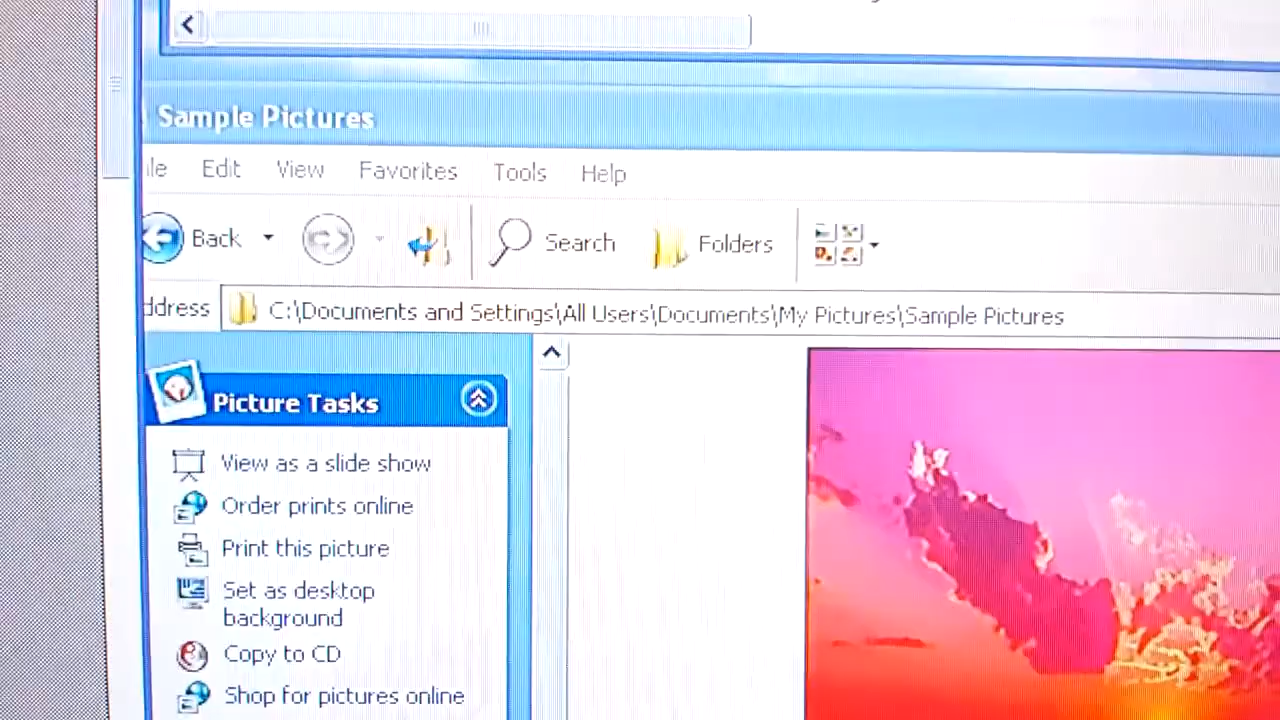 Sample Pictures
ile Edit View Favorites Tools Help
Back Search Folders
ddress C:\Documents and Settings\All Users\Documents\My Pictures\Sample Pictures
Picture Tasks
View as a slide show
Order prints online
Print this picture
Set as desktop
background
Copy to CD
Shop for pictures online